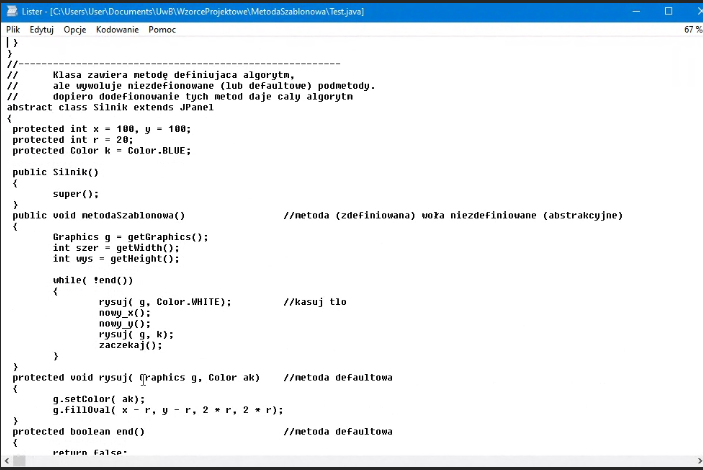 Lister - [C:\Users\User\Documents\UwB\WzorceProjektowe\MetodaSzablonowa\Test.java]
Plik Edytuj Opcje Kodowanie Pomoc 67 %
}
}
//----------------------------------------------------------
// Klasa zawiera metodę definiujaca algorytm,
// ale wywoluje niezdefionowane (lub defaultowe) podmetody.
// dopiero dodefionowanie tych metod daje caly algorytm
abstract class Silnik extends JPanel
{
protected int x = 100, y = 100;
protected int r = 20;
protected Color k = Color.BLUE;
public Silnik()
{
super();
}
public void metodaSzablonowa() //metoda (zdefiniowana) woła niezdefiniowane (abstrakcyjne)
{
Graphics g = getGraphics();
int szer = getWidth();
int wys = getHeight();
while( !end())
{
rysuj( g, Color.WHITE); //kasuj tlo
nowy_x();
nowy_y();
rysuj( g, k);
zaczekaj();
}
}
protected void rysuj( Graphics g, Color ak) //metoda defaultowa
{
g.setColor( ak);
g.fillOval( x - r, y - r, 2 * r, 2 * r);
}
protected boolean end() //metoda defaultowa
{
return false;